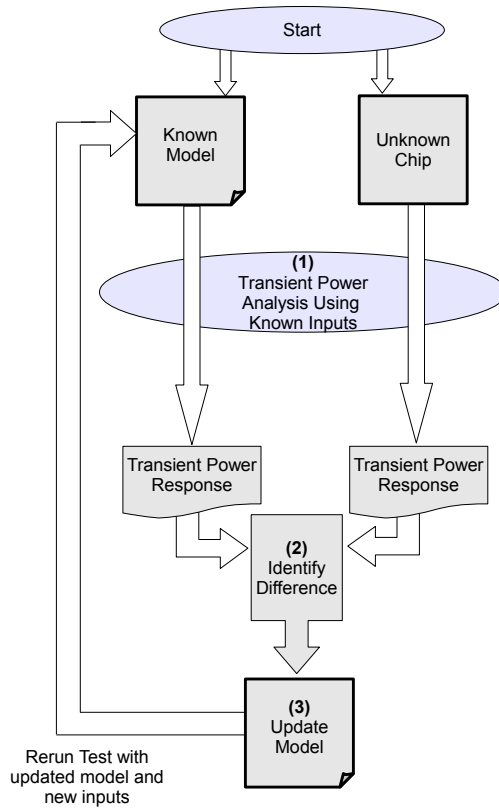 Start
Known
Model
Unknown
Chip
(1)
Transient Power
Analysis Using
Known Inputs
Transient Power
Response
Transient Power
Response
(2)
Identify
Difference
(3)
Update
Model
Rerun Test with
updated model and
new inputs